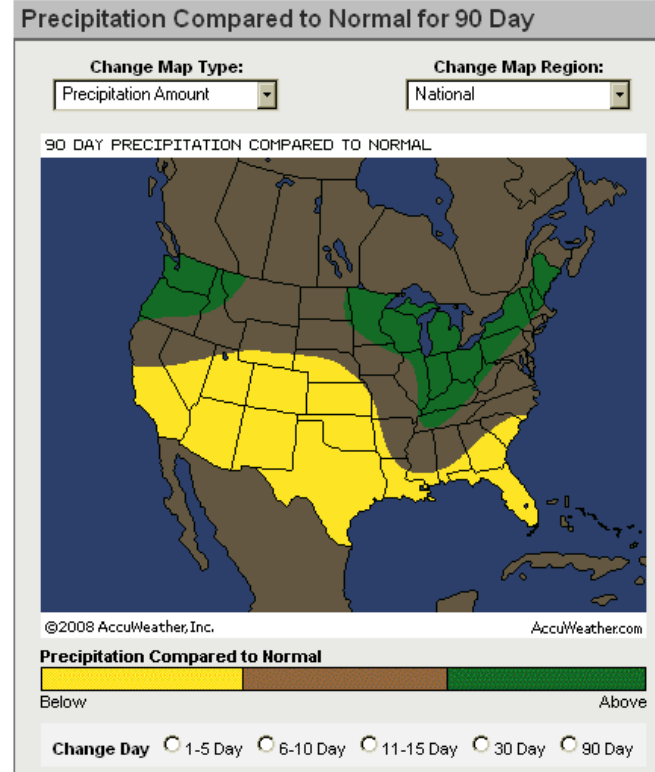 Precipitation Compared to Normal for 90 Day
Change Map Type: Change Map Region:
Precipitation Amount National
90 DAY PRECIPITATION COMPARED TO NORMAL
©2008 AccuWeather, Inc. AccuWeather.com
Precipitation Compared to Normal
Below Above
Change Day 1-5 Day 6-10 Day 11-15 Day 30 Day 90 Day